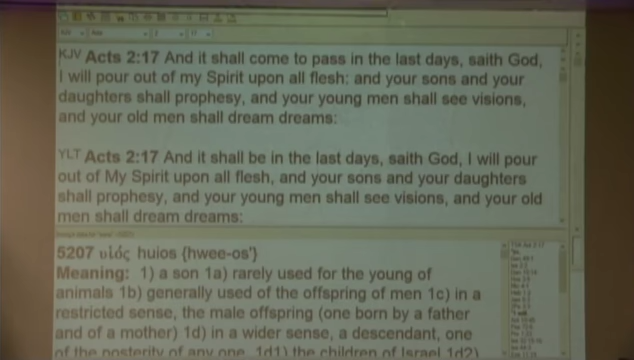 KJV Acts 2:17 And it shall come to pass in the last days, saith God,
I will pour out of my Spirit upon all flesh: and your sons and your
daughters shall prophesy, and your young men shall see visions,
and your old men shall dream dreams:
YLT Acts 2:17 And it shall be in the last days, saith God, I will pour
out of My Spirit upon all flesh, and your sons and your daughters
shall prophesy, and your young men shall see visions, and your old
men shall dream dreams:
5207 υἱός huios {hwee-os'}
Meaning: 1) a son 1a) rarely used for the young of
animals 1b) generally used of the offspring of men 1c) in a
restricted sense, the male offspring (one born by a father
and of a mother) 1d) in a wider sense, a descendant, one
of the posterity of any one, 1d1) the children of Israel 1d2)